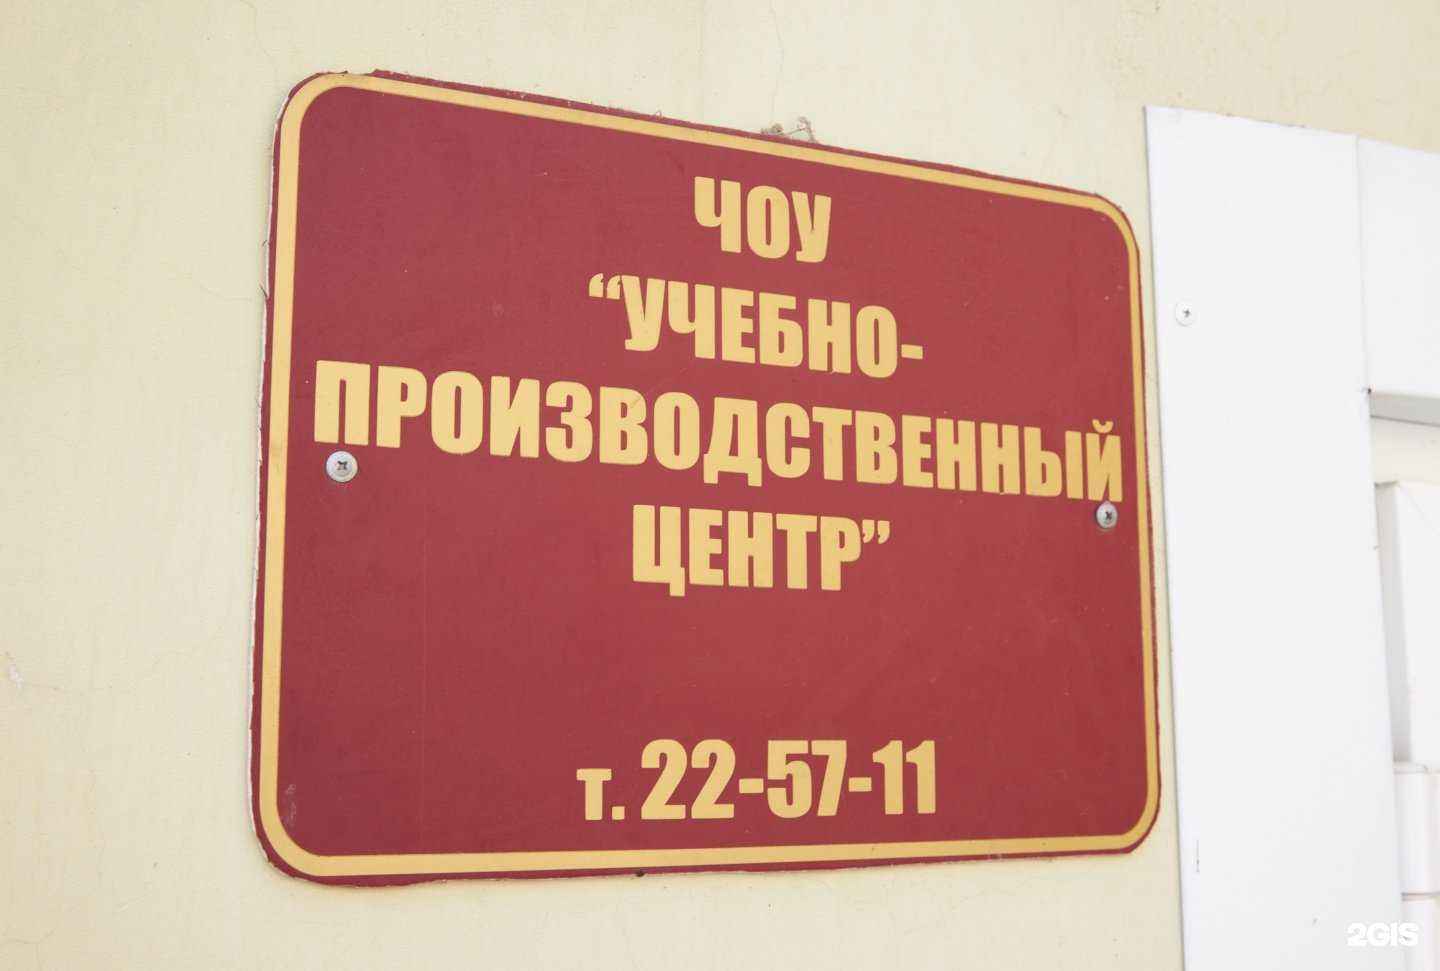 ЧОУ
“УЧЕБНО-
ПРОИЗВОДСТВЕННЫЙ
ЦЕНТР”
т. 22-57-11
2GIS